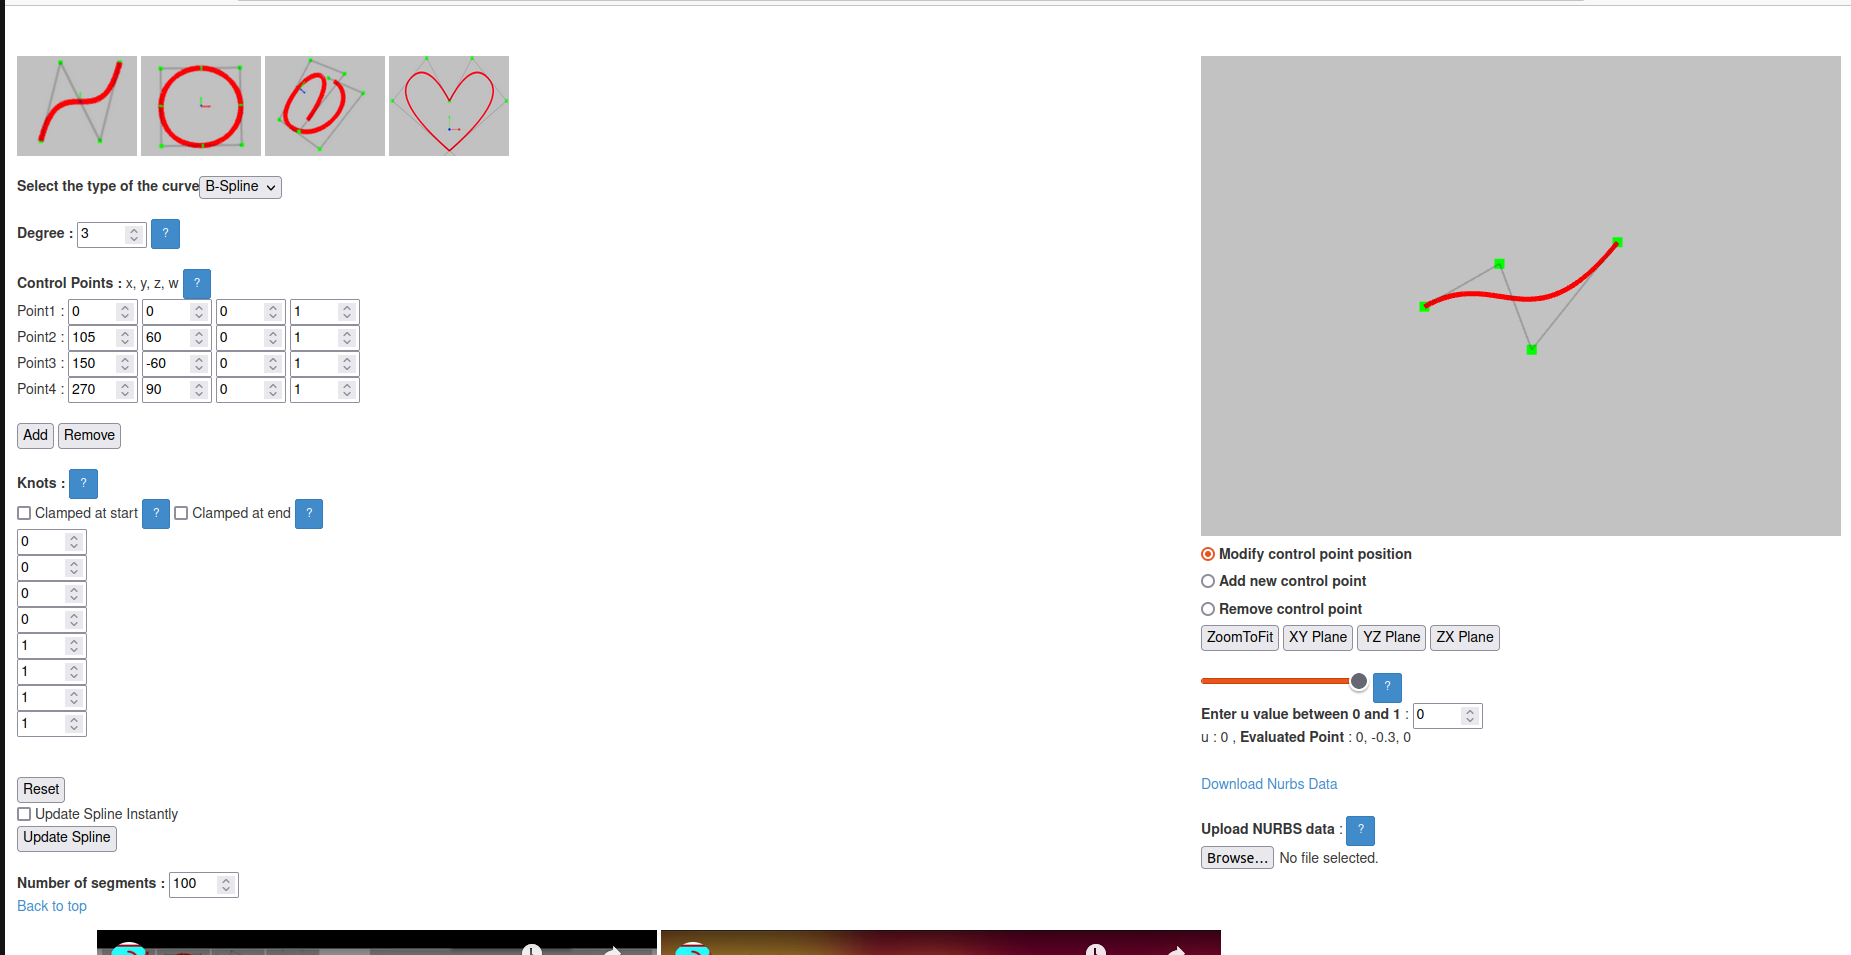 Select the type of the curve B-Spline
Degree : 3 ?
Control Points : x, y, z, w ?
Point1 : 0 0 0 1
Point2 : 105 60 0 1
Point3 : 150 -60 0 1
Point4 : 270 90 0 1
Add Remove
Knots : ?
Clamped at start ? Clamped at end ?
0
0
0
0
1
1
1
1
Reset
Update Spline Instantly
Update Spline
Number of segments : 100
Back to top
Modify control point position
Add new control point
Remove control point
ZoomToFit XY Plane YZ Plane ZX Plane
?
Enter u value between 0 and 1 : 0
u : 0 , Evaluated Point : 0, -0.3, 0
Download Nurbs Data
Upload NURBS data : ?
Browse... No file selected.